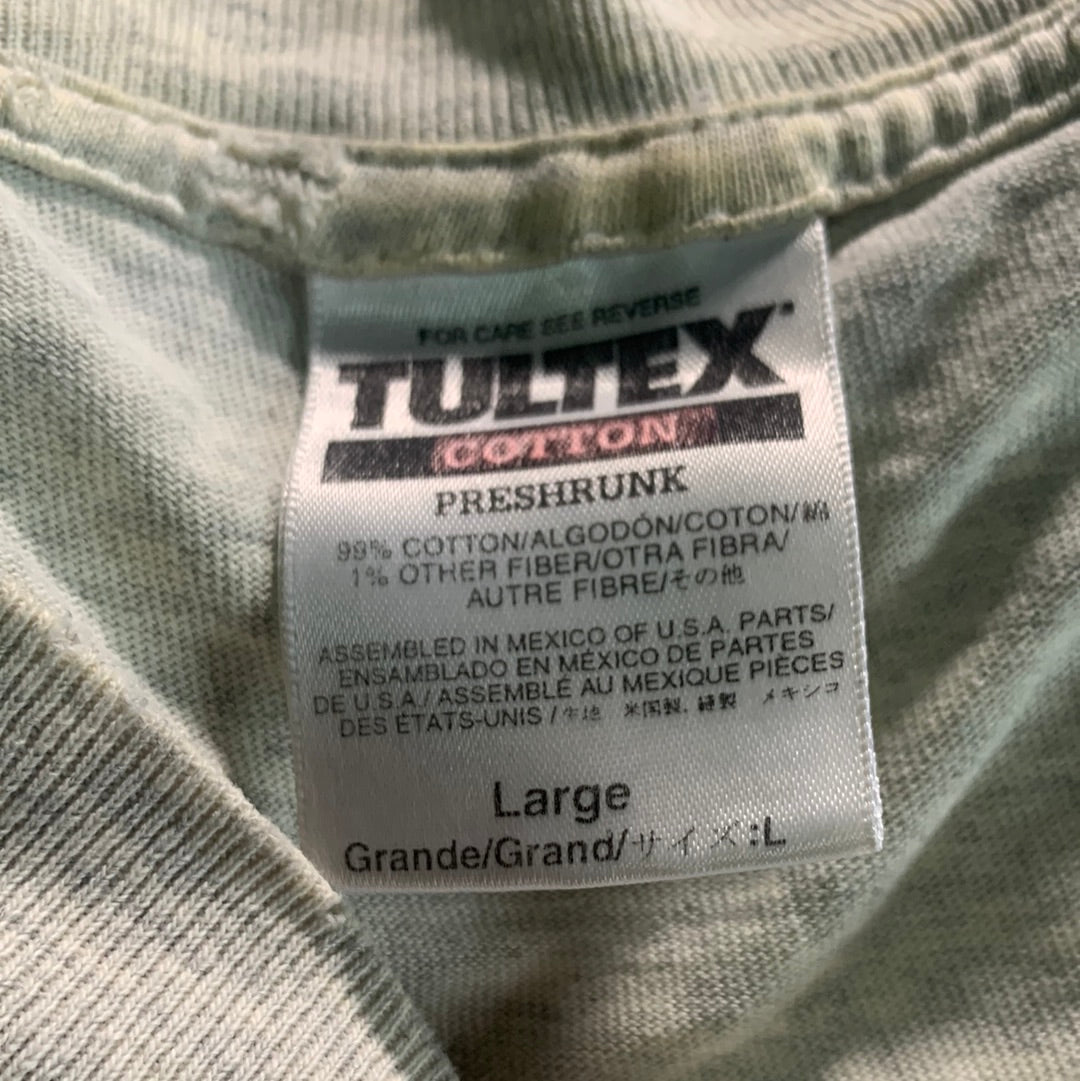 FOR CARE SEE REVERSE
TULTEX
COTTON
PRESHRUNK
99% COTTON/ALGODÓN/COTON/綿
1% OTHER FIBER/OTRA FIBRA/
AUTRE FIBRE/その他
ASSEMBLED IN MEXICO OF U.S.A. PARTS/
ENSAMBLADO EN MÉXICO DE PARTES
DE U.S.A./ASSEMBLÉ AU MEXIQUE PIÈCES
DES ÉTATS-UNIS/生地 米国製, 縫製 メキシコ
Large
Grande/Grand/サイズ:L